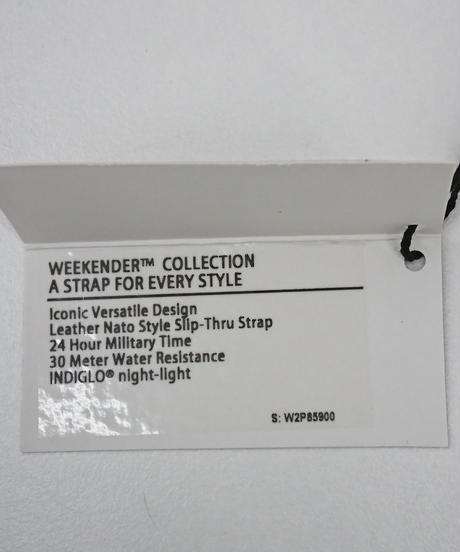 WEEKENDER™ COLLECTION
A STRAP FOR EVERY STYLE
Iconic Versatile Design
Leather Nato Style Slip-Thru Strap
24 Hour Military Time
30 Meter Water Resistance
INDIGLO® night-light
S: W2P85900